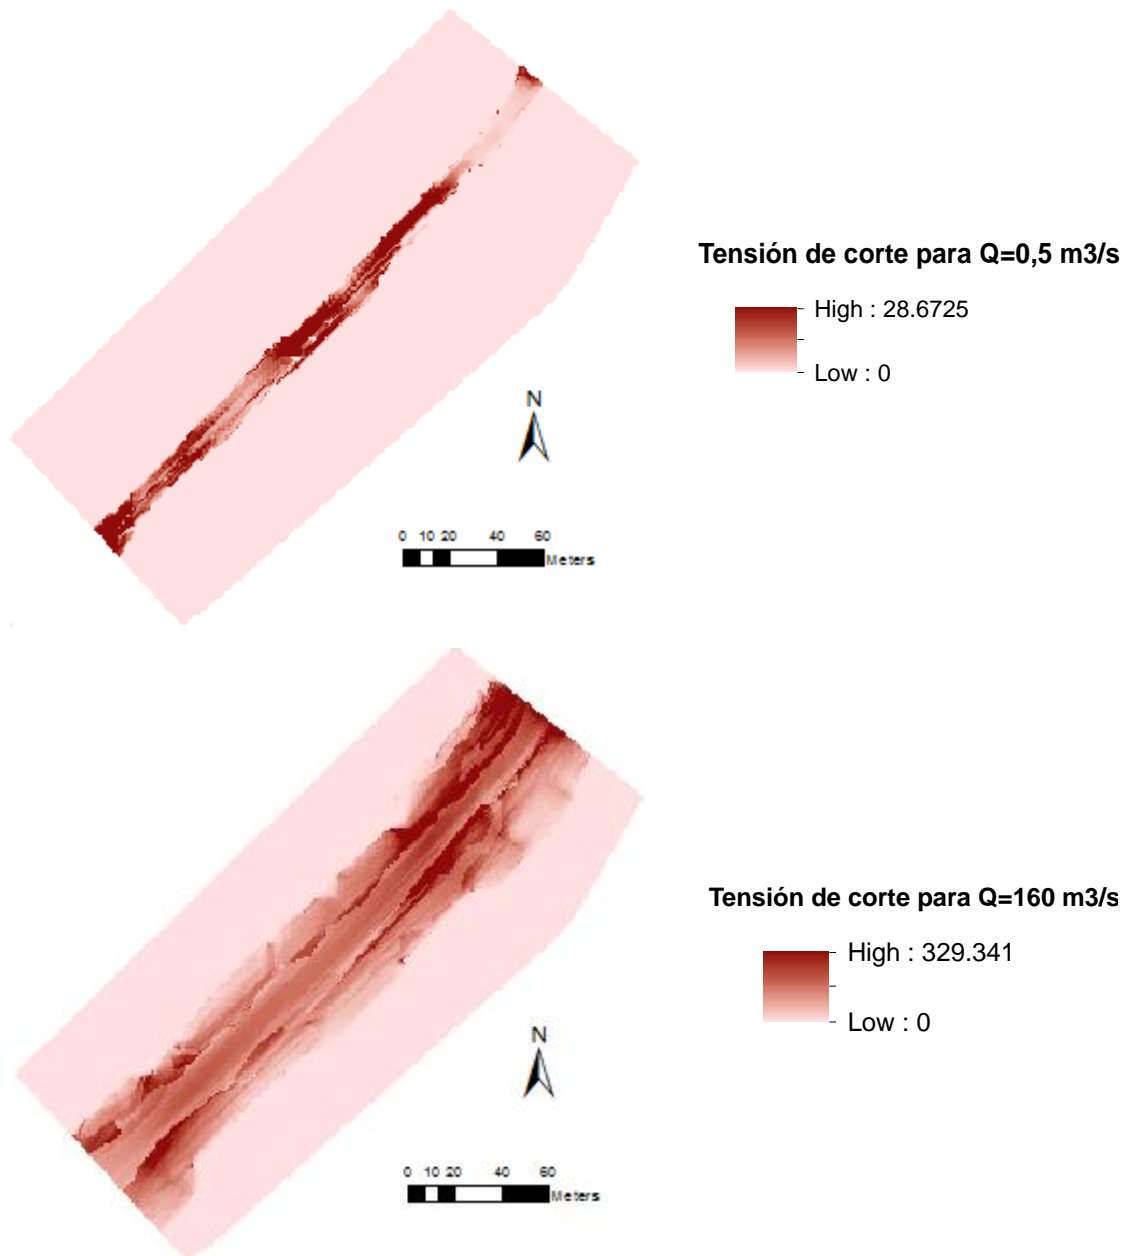 Tensión de corte para Q=0,5 m3/s
High : 28.6725
Low : 0
N
0 10 20 40 60
Meters
Tensión de corte para Q=160 m3/s
High : 329.341
Low : 0
N
0 10 20 40 60
Meters